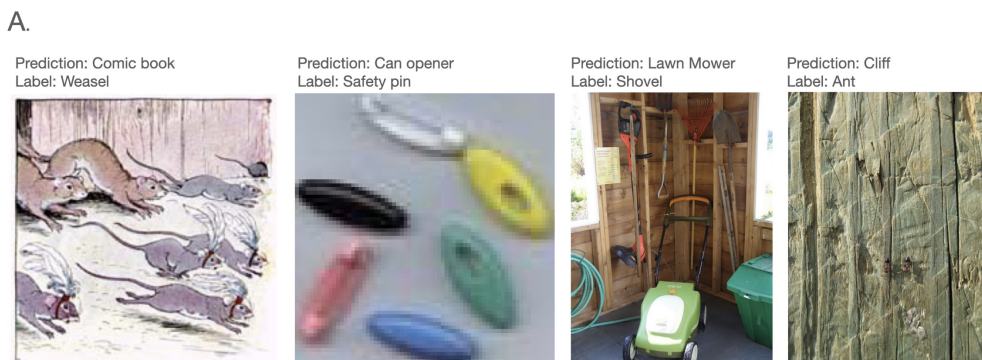 A.
Prediction: Comic book
Label: Weasel
Prediction: Can opener
Label: Safety pin
Prediction: Lawn Mower
Label: Shovel
Prediction: Cliff
Label: Ant